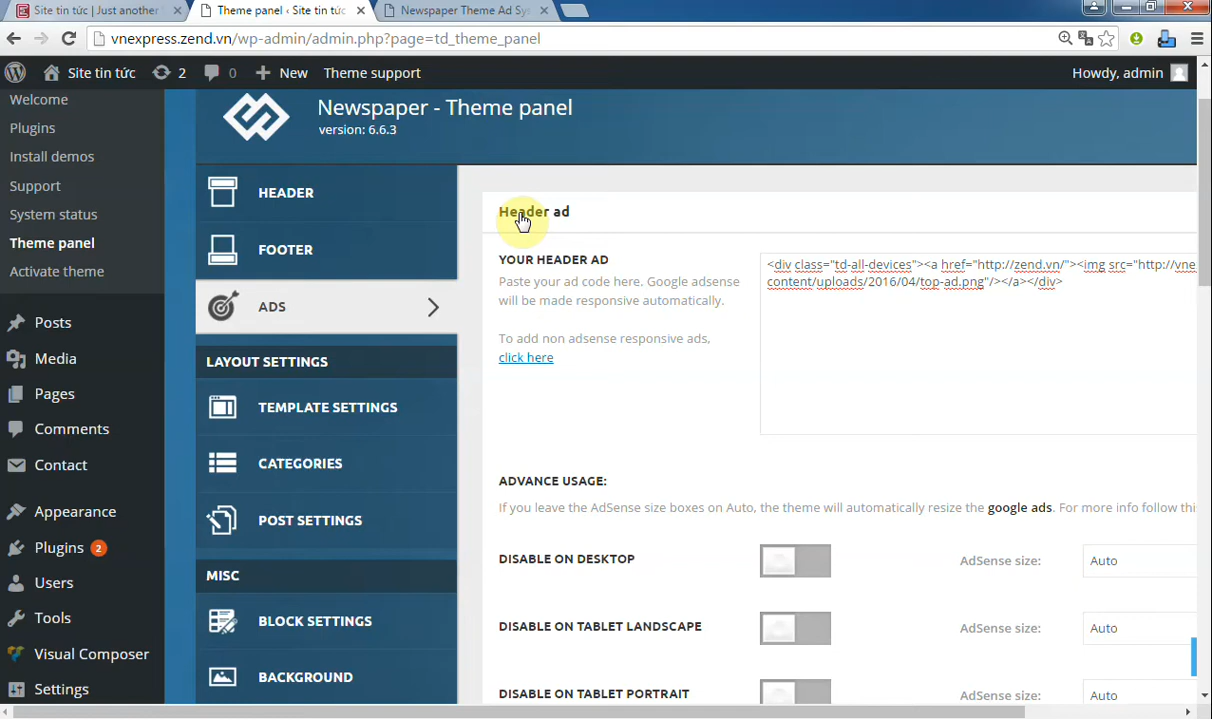 Site tin tức | Just another
Theme panel ‹ Site tin tức
Newspaper Theme Ad Sy
vnexpress.zend.vn/wp-admin/admin.php?page=td_theme_panel
Site tin tức
2
0
New
Theme support
Howdy, admin
Welcome
Plugins
Install demos
Support
System status
Theme panel
Activate theme
Posts
Media
Pages
Comments
Contact
Appearance
Plugins 2
Users
Tools
Visual Composer
Settings
Newspaper - Theme panel
version: 6.6.3
HEADER
FOOTER
ADS
LAYOUT SETTINGS
TEMPLATE SETTINGS
CATEGORIES
POST SETTINGS
MISC
BLOCK SETTINGS
BACKGROUND
Header ad
YOUR HEADER AD
Paste your ad code here. Google adsense
will be made responsive automatically.
To add non adsense responsive ads,
click here
<div class="td-all-devices"><a href="http://zend.vn/"><img src="http://vne
content/uploads/2016/04/top-ad.png"/></a></div>
ADVANCE USAGE:
If you leave the AdSense size boxes on Auto, the theme will automatically resize the google ads. For more info follow thi
DISABLE ON DESKTOP
AdSense size:
Auto
DISABLE ON TABLET LANDSCAPE
AdSense size:
Auto
DISABLE ON TABLET PORTRAIT
AdSense size:
Auto